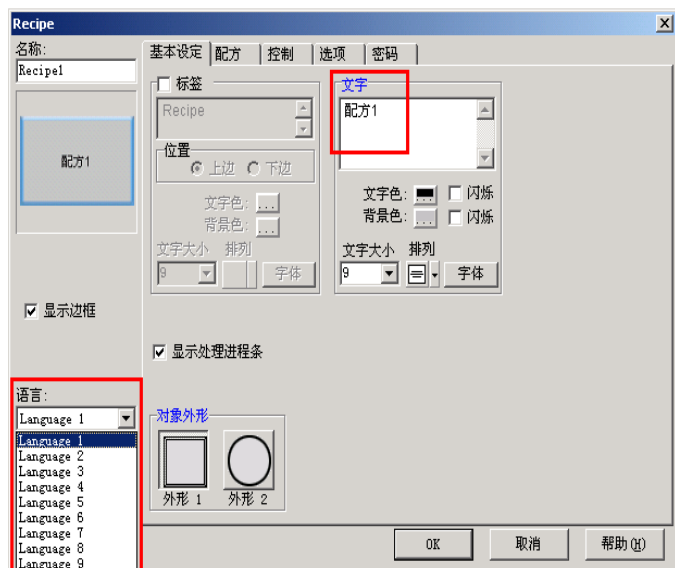 Recipe
名称:
Recipe1
配方1
显示边框
语言:
Language 1
Language 1
Language 2
Language 3
Language 4
Language 5
Language 6
Language 7
Language 8
Language 9
基本设定 配方 控制 选项 密码
标签
Recipe
位置
上边 下边
文字色: ...
背景色: ...
文字大小 排列
9 字体
文字
配方1
文字色: ... 闪烁
背景色: ... 闪烁
文字大小 排列
9 字体
显示处理进程条
对象外形
外形 1 外形 2
OK 取消 帮助(H)